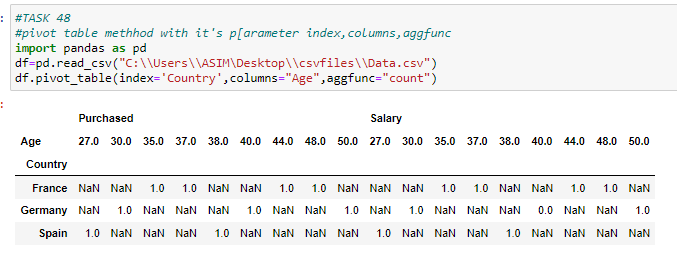 #TASK 48
#pivot table methhod with it's p[arameter index,columns,aggfunc
import pandas as pd
df=pd.read_csv("C:\\Users\\ASIM\Desktop\\csvfiles\\Data.csv")
df.pivot_table(index='Country',columns="Age",aggfunc="count")
:
Purchased Salary
Age 27.0 30.0 35.0 37.0 38.0 40.0 44.0 48.0 50.0 27.0 30.0 35.0 37.0 38.0 40.0 44.0 48.0 50.0
Country
France NaN NaN 1.0 1.0 NaN NaN 1.0 1.0 NaN NaN NaN 1.0 1.0 NaN NaN 1.0 1.0 NaN
Germany NaN 1.0 NaN NaN NaN 1.0 NaN NaN 1.0 NaN 1.0 NaN NaN NaN 0.0 NaN NaN 1.0
Spain 1.0 NaN NaN NaN 1.0 NaN NaN NaN NaN 1.0 NaN NaN NaN 1.0 NaN NaN NaN NaN